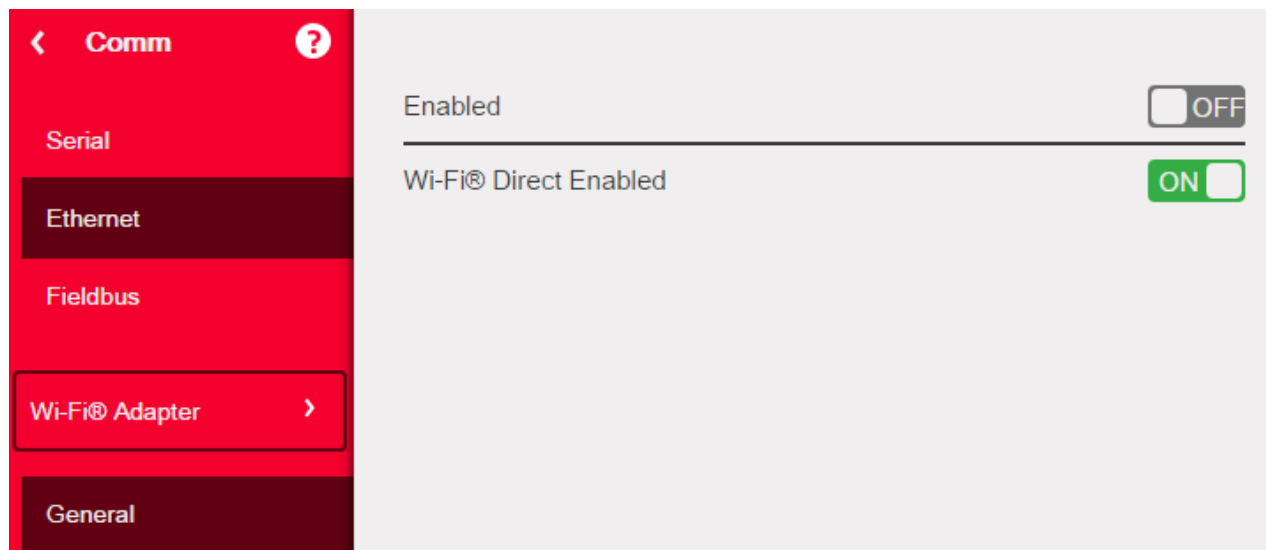 Comm ?
Serial
Ethernet
Fieldbus
Wi-Fi® Adapter
General
Enabled OFF
Wi-Fi® Direct Enabled ON